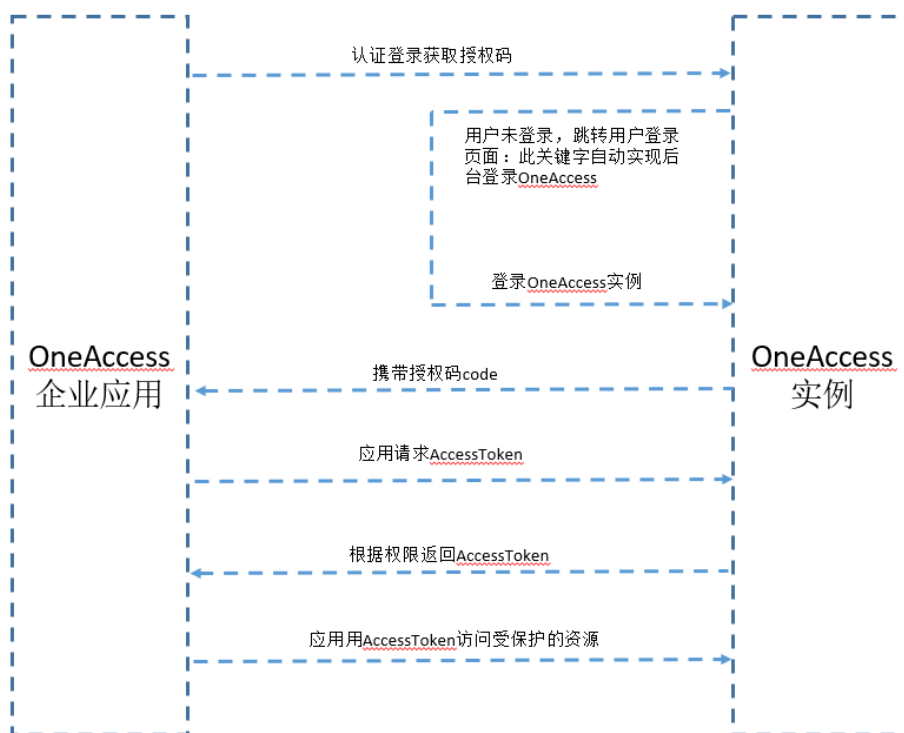 认证登录获取授权码
用户未登录，跳转用户登录
页面：此关键字自动实现后
台登录OneAccess
登录OneAccess实例
OneAccess
企业应用
OneAccess
实例
携带授权码code
应用请求AccessToken
根据权限返回AccessToken
应用用AccessToken访问受保护的资源